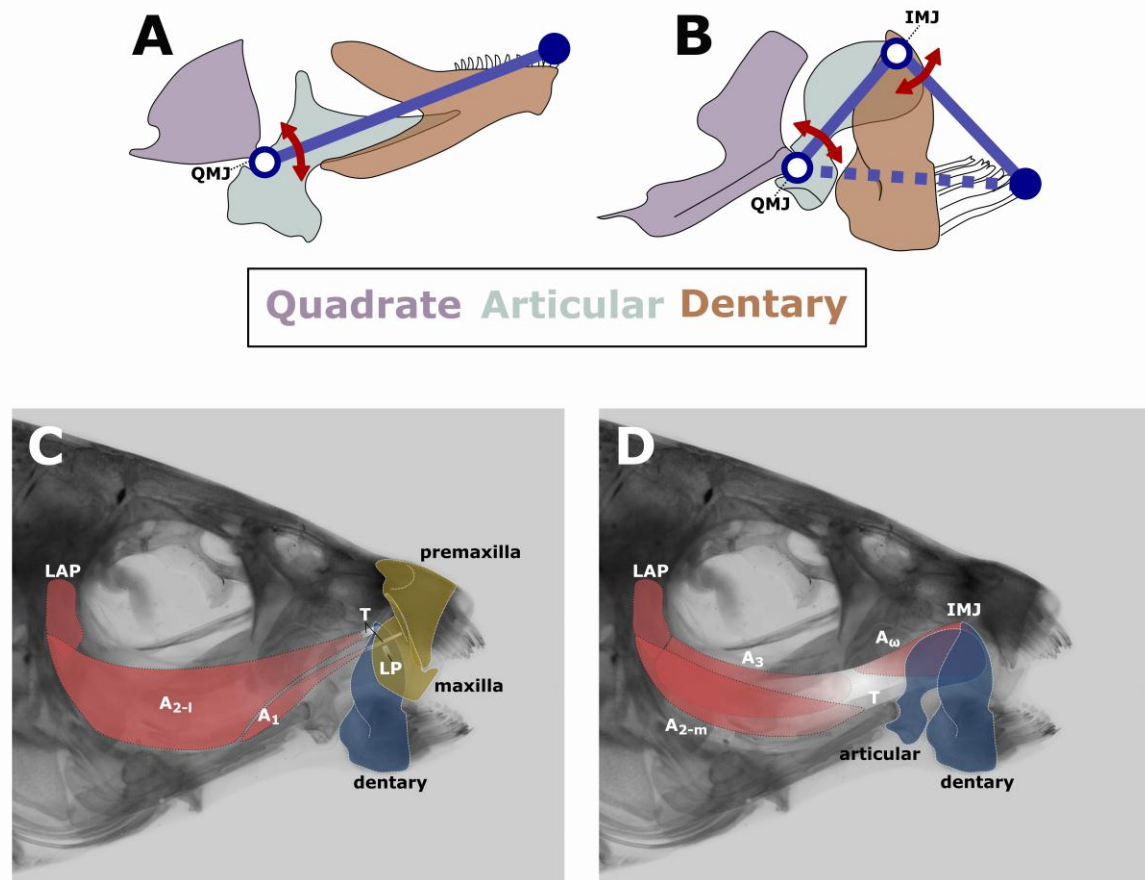 A
QMJ
B
IMJ
QMJ
Quadrate Articular Dentary
C
premaxilla
LAP
T
LP
A2-l
A1
maxilla
dentary
D
LAP
IMJ
Aω
A3
T
A2-m
articular
dentary